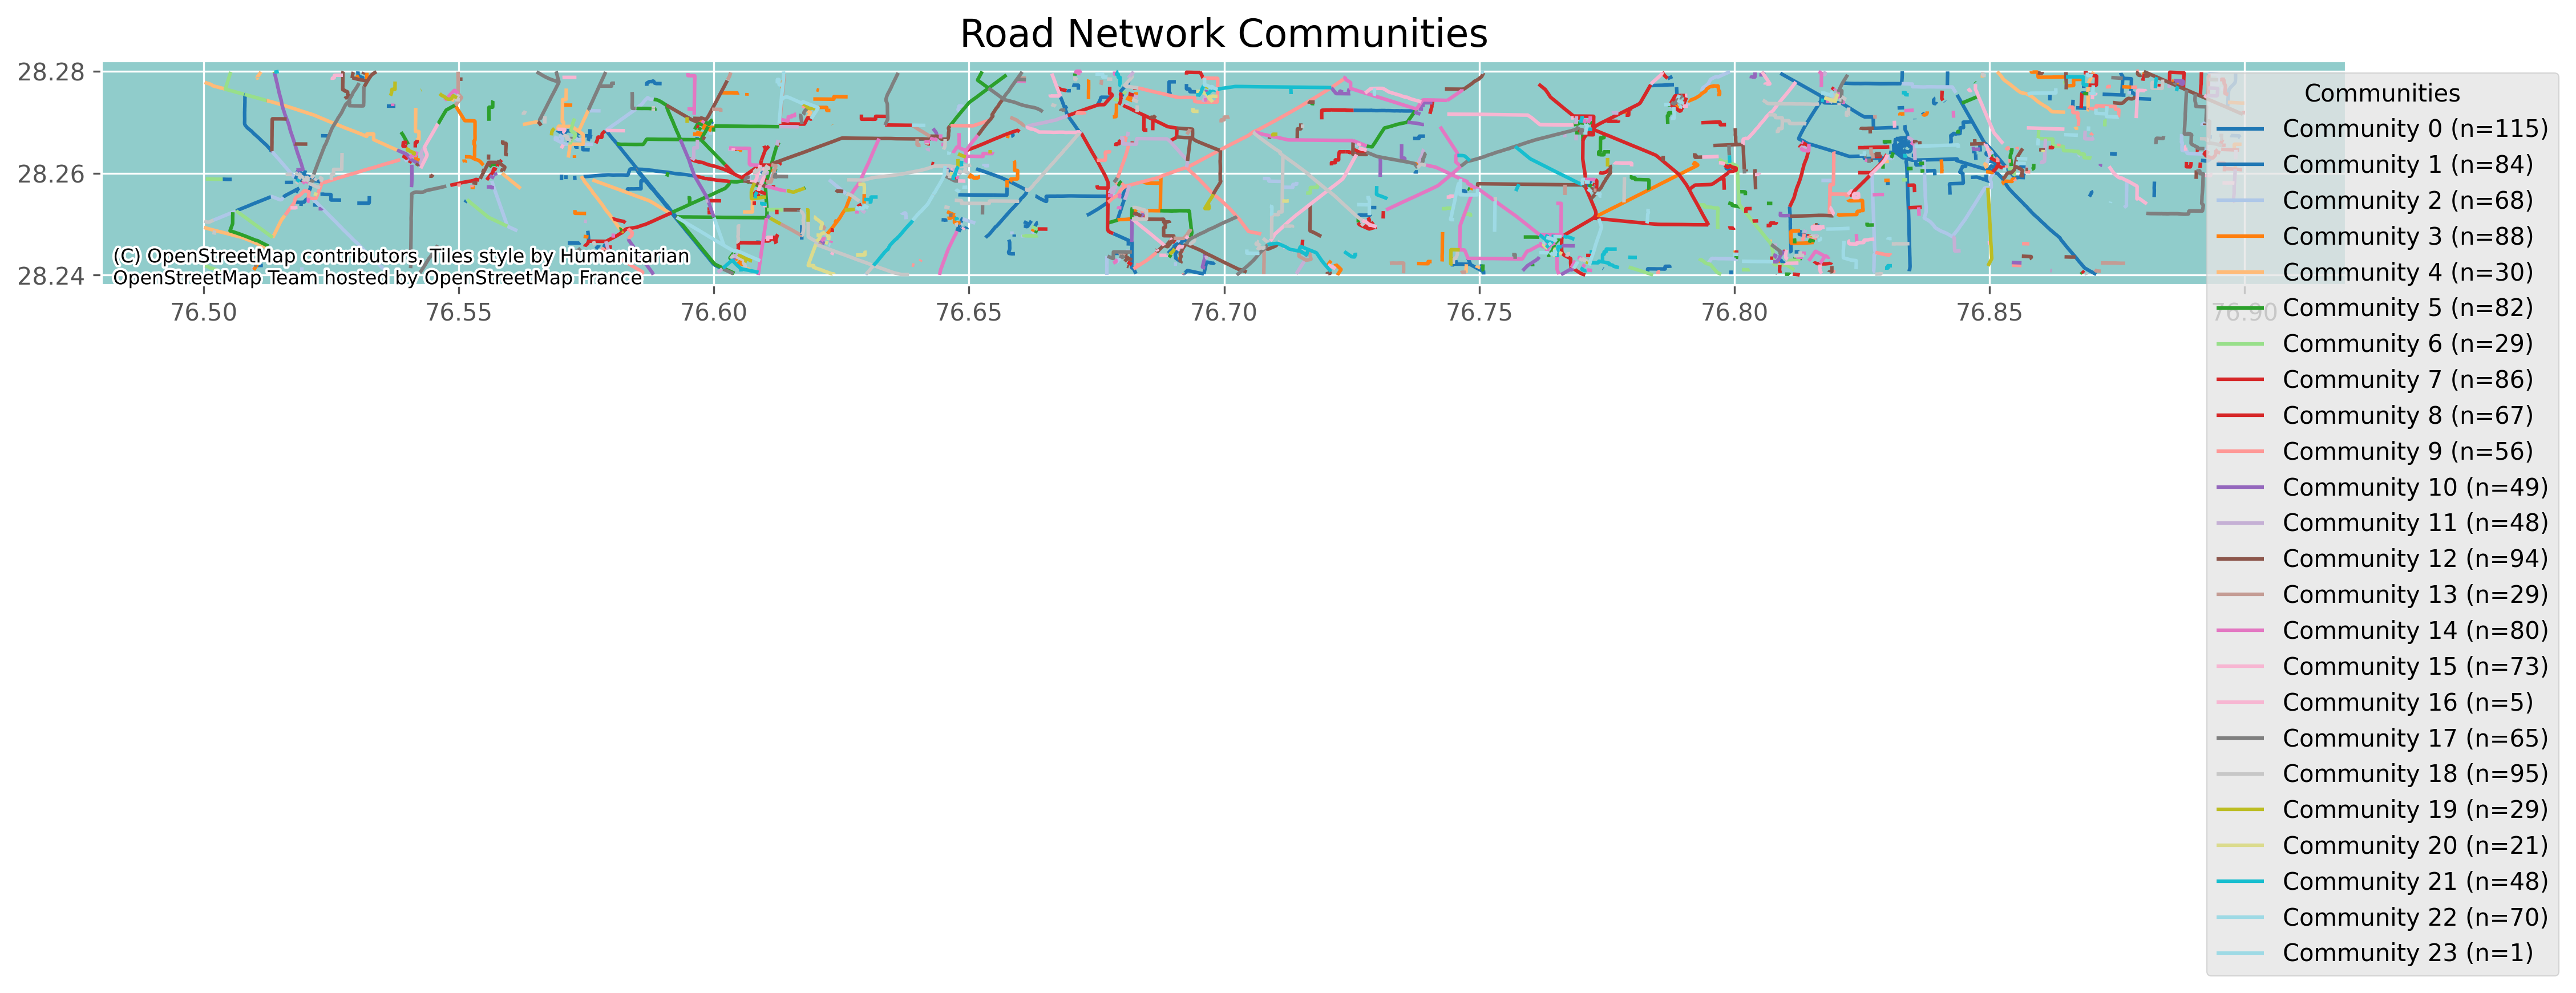 Road Network Communities
28.28
28.26
28.24
(C) OpenStreetMap contributors, Tiles style by Humanitarian
OpenStreetMap Team hosted by OpenStreetMap France
76.50 76.55 76.60 76.65 76.70 76.75 76.80 76.85 76.90
Communities
Community 0 (n=115)
Community 1 (n=84)
Community 2 (n=68)
Community 3 (n=88)
Community 4 (n=30)
Community 5 (n=82)
Community 6 (n=29)
Community 7 (n=86)
Community 8 (n=67)
Community 9 (n=56)
Community 10 (n=49)
Community 11 (n=48)
Community 12 (n=94)
Community 13 (n=29)
Community 14 (n=80)
Community 15 (n=73)
Community 16 (n=5)
Community 17 (n=65)
Community 18 (n=95)
Community 19 (n=29)
Community 20 (n=21)
Community 21 (n=48)
Community 22 (n=70)
Community 23 (n=1)